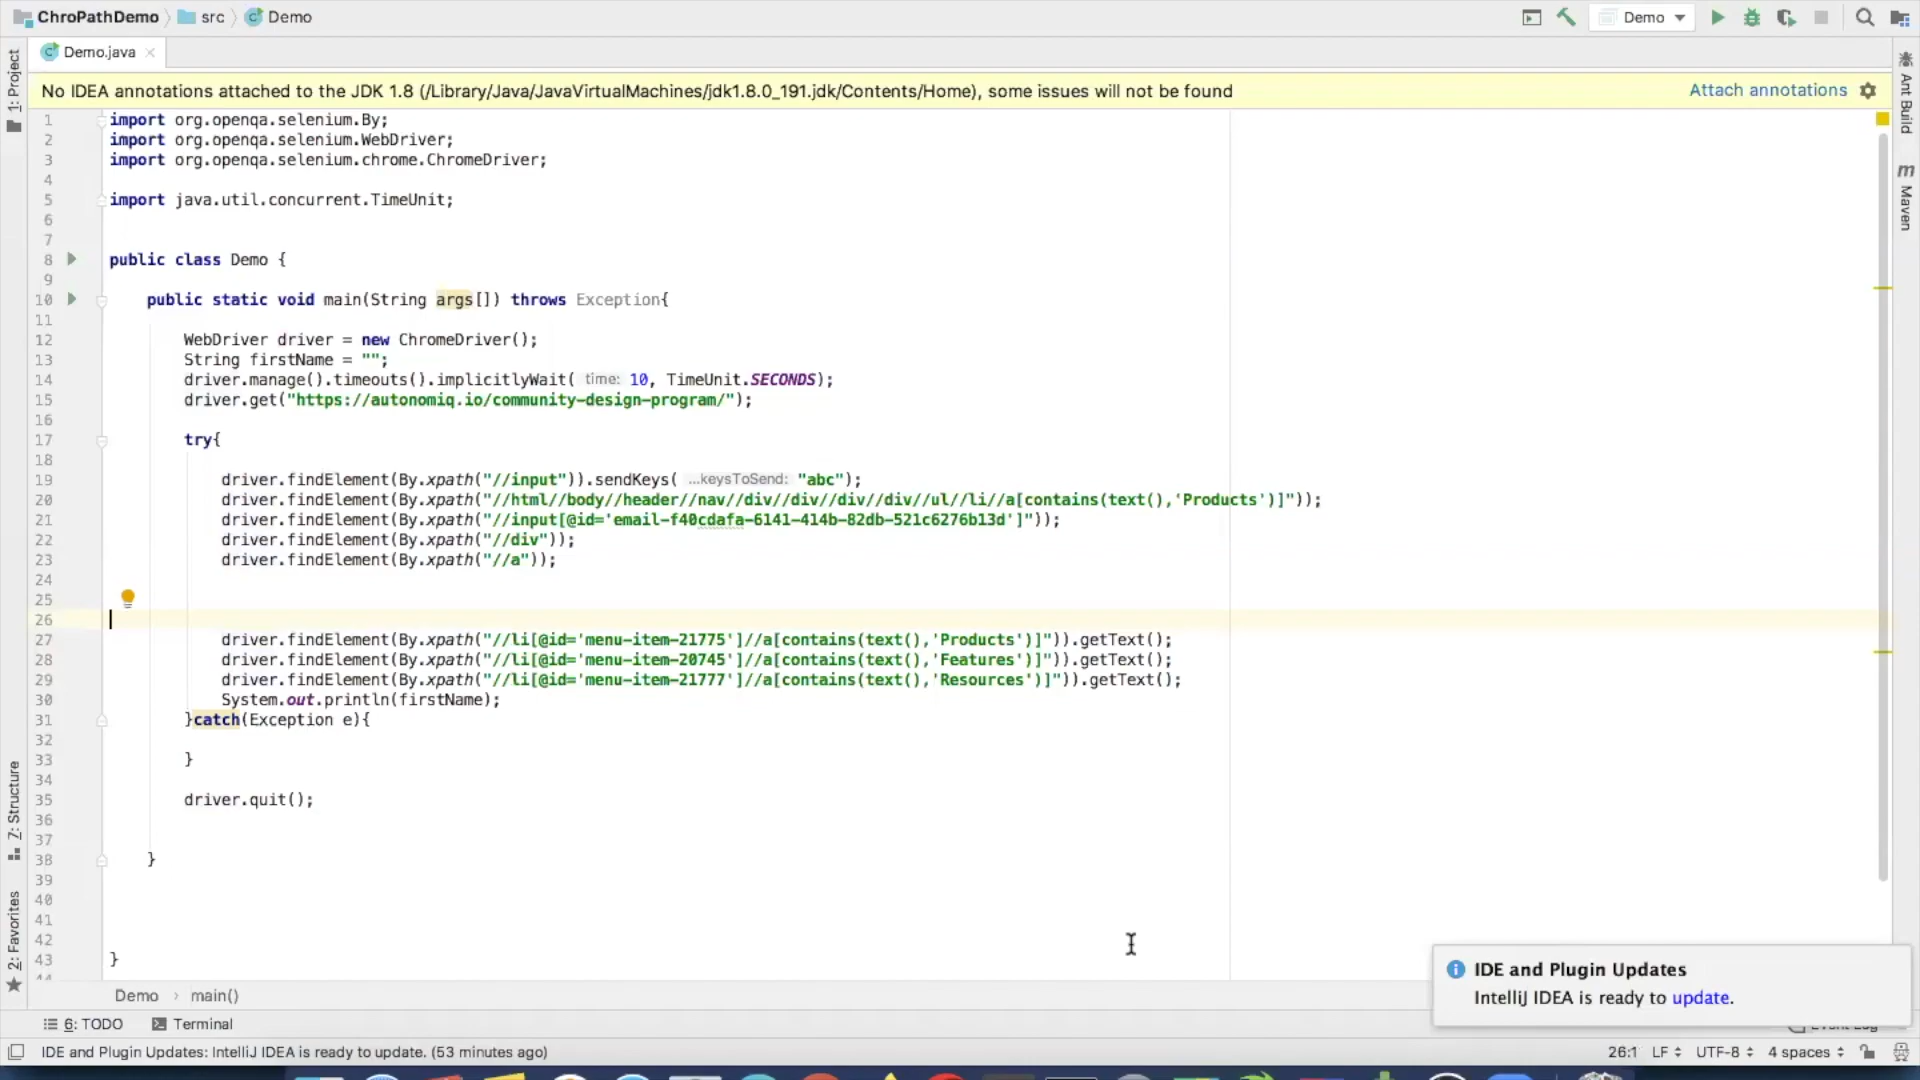 ChroPathDemo src Demo Demo
Demo.java
1: Project
No IDEA annotations attached to the JDK 1.8 (/Library/Java/JavaVirtualMachines/jdk1.8.0_191.jdk/Contents/Home), some issues will not be found Attach annotations
Ant Build
Maven
1 import org.openqa.selenium.By;
2 import org.openqa.selenium.WebDriver;
3 import org.openqa.selenium.chrome.ChromeDriver;
4
5 import java.util.concurrent.TimeUnit;
6
7
8 public class Demo {
9
10 public static void main(String args[]) throws Exception{
11
12 WebDriver driver = new ChromeDriver();
13 String firstName = "";
14 driver.manage().timeouts().implicitlyWait( time: 10, TimeUnit.SECONDS);
15 driver.get("https://autonomiq.io/community-design-program/");
16
17 try{
18
19 driver.findElement(By.xpath("//input")).sendKeys( ...keysToSend: "abc");
20 driver.findElement(By.xpath("//html//body//header//nav//div//div//div//div//ul//li//a[contains(text(),'Products')]"));
21 driver.findElement(By.xpath("//input[@id='email-f40cdafa-6141-414b-82db-521c6276b13d']"));
22 driver.findElement(By.xpath("//div"));
23 driver.findElement(By.xpath("//a"));
24
25
26
27 driver.findElement(By.xpath("//li[@id='menu-item-21775']//a[contains(text(),'Products')]")).getText();
28 driver.findElement(By.xpath("//li[@id='menu-item-20745']//a[contains(text(),'Features')]")).getText();
29 driver.findElement(By.xpath("//li[@id='menu-item-21777']//a[contains(text(),'Resources')]")).getText();
30 System.out.println(firstName);
31 }catch(Exception e){
32
33 }
34
35 driver.quit();
36
37
38 }
39
40
41
42
43 }
44
7: Structure
2: Favorites
Demo main()
IDE and Plugin Updates
IntelliJ IDEA is ready to update.
6: TODO Terminal Event Log
IDE and Plugin Updates: IntelliJ IDEA is ready to update. (53 minutes ago) 26:1 LF UTF-8 4 spaces